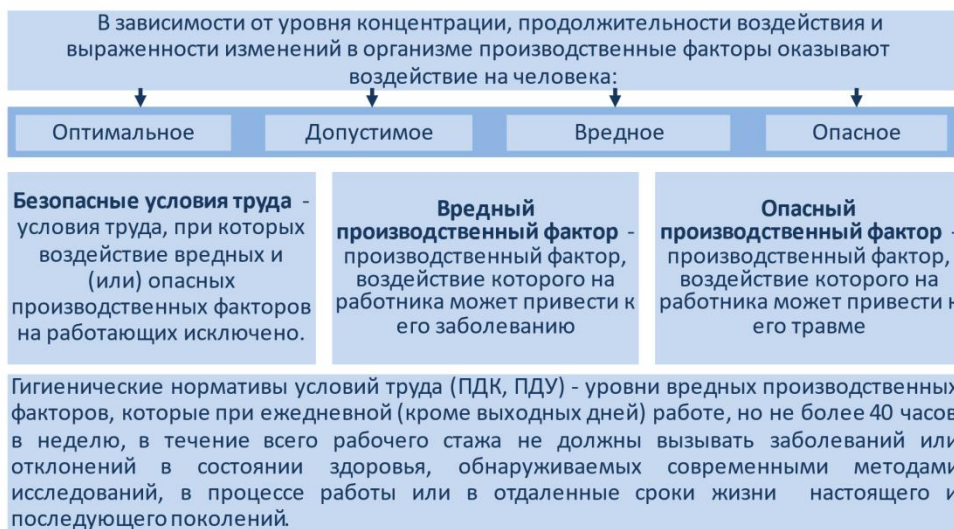 В зависимости от уровня концентрации, продолжительности воздействия и
выраженности изменений в организме производственные факторы оказывают
воздействие на человека:
Оптимальное
Допустимое
Вредное
Опасное
Безопасные условия труда -
условия труда, при которых
воздействие вредных и
(или) опасных
производственных факторов
на работающих исключено.
Вредный
производственный фактор -
производственный фактор,
воздействие которого на
работника может привести к
его заболеванию
Опасный
производственный фактор -
производственный фактор,
воздействие которого на
работника может привести к
его травме
Гигиенические нормативы условий труда (ПДК, ПДУ) - уровни вредных производственных
факторов, которые при ежедневной (кроме выходных дней) работе, но не более 40 часов
в неделю, в течение всего рабочего стажа не должны вызывать заболеваний или
отклонений в состоянии здоровья, обнаруживаемых современными методами
исследований, в процессе работы или в отдаленные сроки жизни настоящего и
последующего поколений.